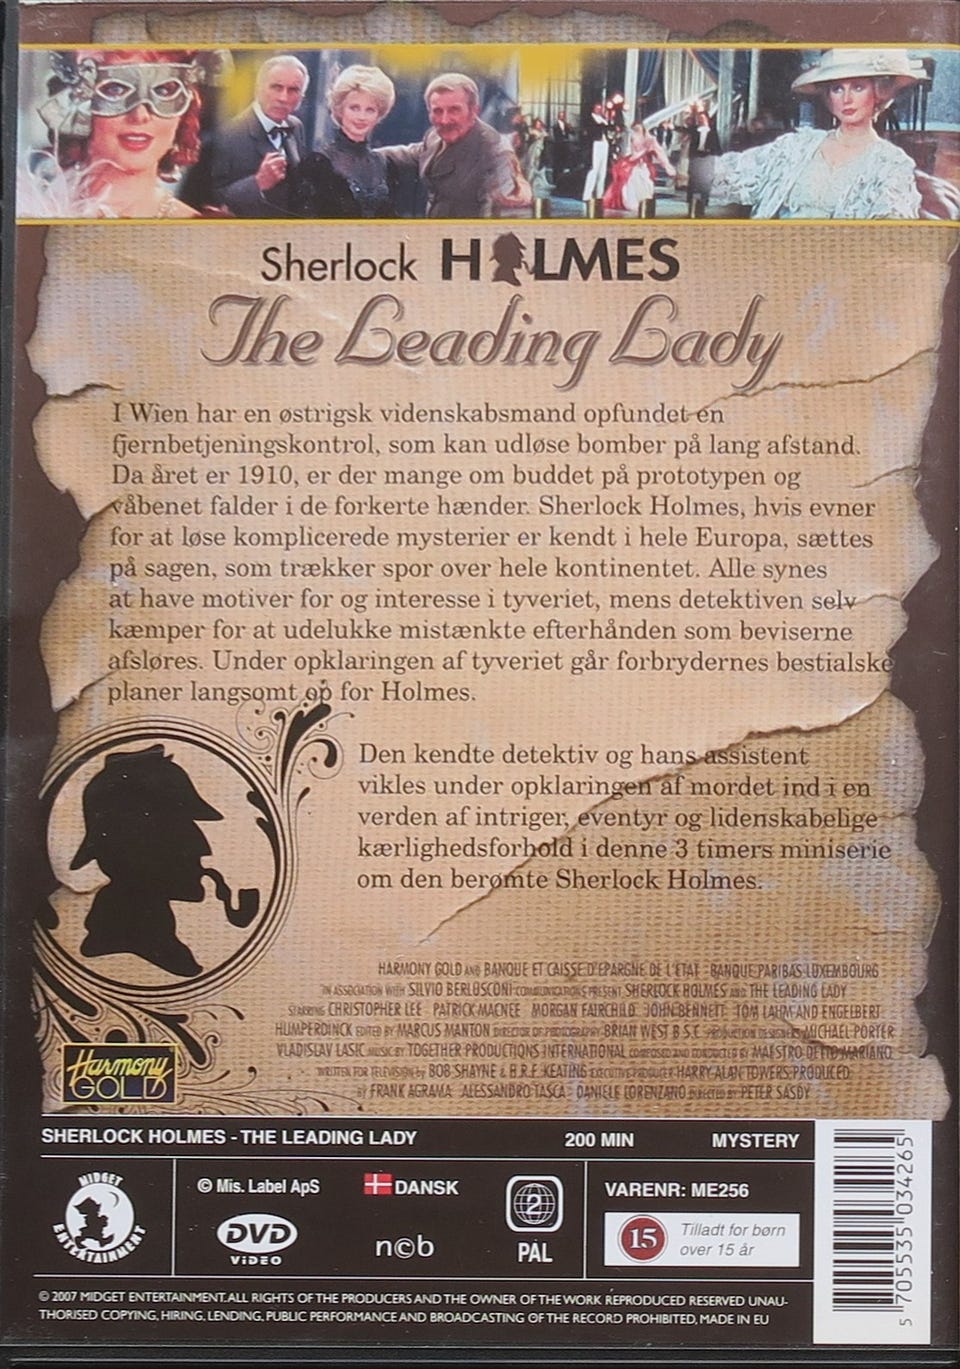 Sherlock HOLMES
The Leading Lady
I Wien har en østrigsk videnskabsmand opfundet en
fjernbetjeningskontrol, som kan udløse bomber på lang afstand.
Da året er 1910, er der mange om buddet på prototypen og
våbenet falder i de forkerte hænder. Sherlock Holmes, hvis evner
for at løse komplicerede mysterier er kendt i hele Europa, sættes
på sagen, som trækker spor over hele kontinentet. Alle synes
at have motiver for og interesse i tyveriet, mens detektiven selv
kæmper for at udelukke mistænkte efterhånden som beviserne
afsløres. Under opklaringen af tyveriet går forbrydernes bestialske
planer langsomt op for Holmes.
Den kendte detektiv og hans assistent
vikles under opklaringen af mordet ind i en
verden af intriger, eventyr og lidenskabelige
kærlighedsforhold i denne 3 timers miniserie
om den berømte Sherlock Holmes.
HARMONY GOLD AND BANQUE ET CAISSE D'EPARGNE DE L'ETAT - BANQUE PARIBAS LUXEMBOURG
IN ASSOCIATION WITH SILVIO BERLUSCONI COMMUNICATIONS PRESENT SHERLOCK HOLMES AND THE LEADING LADY
STARRING CHRISTOPHER LEE PATRICK MACNEE MORGAN FAIRCHILD JOHN BENNETT TOM LAHM AND ENGELBERT
HUMPERDINCK EDITED BY MARCUS MANTON DIRECTOR OF PHOTOGRAPHY BRIAN WEST B.S.C. PRODUCTION DESIGNERS MICHAEL PORTER
VLADISLAV LASIC MUSIC BY TOGETHER PRODUCTIONS INTERNATIONAL COMPOSED AND CONDUCTED BY MAESTRO DETTO MARIANO
WRITTEN FOR TELEVISION by BOB SHAYNE & H.R.F. KEATING EXECUTIVE PRODUCER HARRY ALAN TOWERS PRODUCED
by FRANK AGRAMA ALESSANDRO TASCA - DANIELE LORENZANO DIRECTED BY PETER SASDY
Harmony
GOLD
SHERLOCK HOLMES - THE LEADING LADY 200 MIN MYSTERY
MIDGET
ENTERTAINMENT
© Mis. Label ApS
DANSK
DVD
VIDEO
ncb
2
PAL
VARENR: ME256
15
Tilladt for børn
over 15 år
5 705535 034265
© 2007 MIDGET ENTERTAINMENT.ALL RIGHTS OF THE PRODUCERS AND THE OWNER OF THE WORK REPRODUCED RESERVED UNAU-
THORISED COPYING, HIRING, LENDING, PUBLIC PERFORMANCE AND BROADCASTING OF THE RECORD PROHIBITED, MADE IN EU